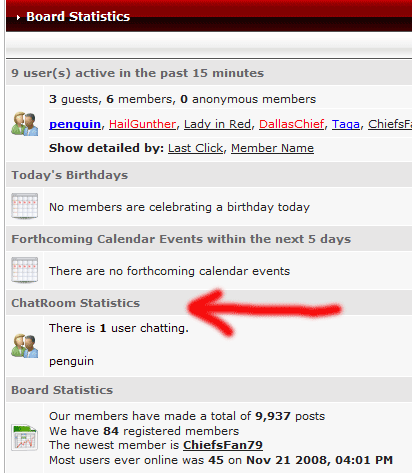 Board Statistics
9 user(s) active in the past 15 minutes
3 guests, 6 members, 0 anonymous members
penguin, HailGunther, Lady in Red, DallasChief, Taga, ChiefsFa
Show detailed by: Last Click, Member Name
Today's Birthdays
No members are celebrating a birthday today
Forthcoming Calendar Events within the next 5 days
There are no forthcoming calendar events
ChatRoom Statistics
There is 1 user chatting.
penguin
Board Statistics
Our members have made a total of 9,937 posts
We have 84 registered members
The newest member is ChiefsFan79
Most users ever online was 45 on Nov 21 2008, 04:01 PM